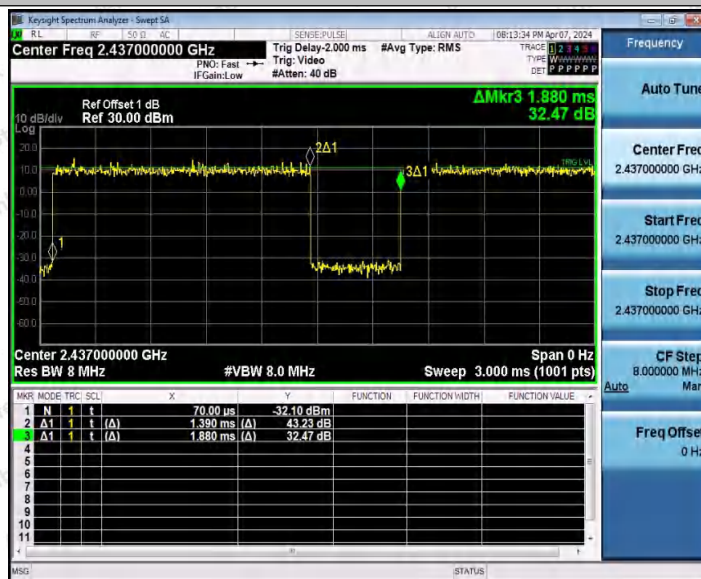 Keysight Spectrum Analyzer - Swept SA
RL RF 50 Ω AC SENSE:PULSE ALIGN AUTO 08:13:34 PM Apr 07, 2024
Center Freq 2.437000000 GHz
PNO: Fast
IFGain:Low
Trig Delay-2.000 ms
Trig: Video
#Atten: 40 dB
#Avg Type: RMS
TRACE 1 2 3 4 5 6
TYPE WWWWWW
DET P P P P P P
Frequency
Auto Tune
Center Freq
2.437000000 GHz
Start Freq
2.437000000 GHz
Stop Freq
2.437000000 GHz
CF Step
8.000000 MHz
Auto Man
Freq Offset
0 Hz
ΔMkr3 1.880 ms
32.47 dB
Ref Offset 1 dB
10 dB/div Ref 30.00 dBm
Log
20.0
10.0
0.00
-10.0
-20.0
-30.0
-40.0
-50.0
-60.0
1
2Δ1
3Δ1
TRIG LVL
Center 2.437000000 GHz Span 0 Hz
Res BW 8 MHz #VBW 8.0 MHz Sweep 3.000 ms (1001 pts)
MKR MODE TRC SCL X Y FUNCTION FUNCTION WIDTH FUNCTION VALUE
1 N 1 t 70.00 µs -32.10 dBm
2 Δ1 1 t (Δ) 1.390 ms (Δ) 43.23 dB
3 Δ1 1 t (Δ) 1.880 ms (Δ) 32.47 dB
4
5
6
7
8
9
10
11
MSG STATUS